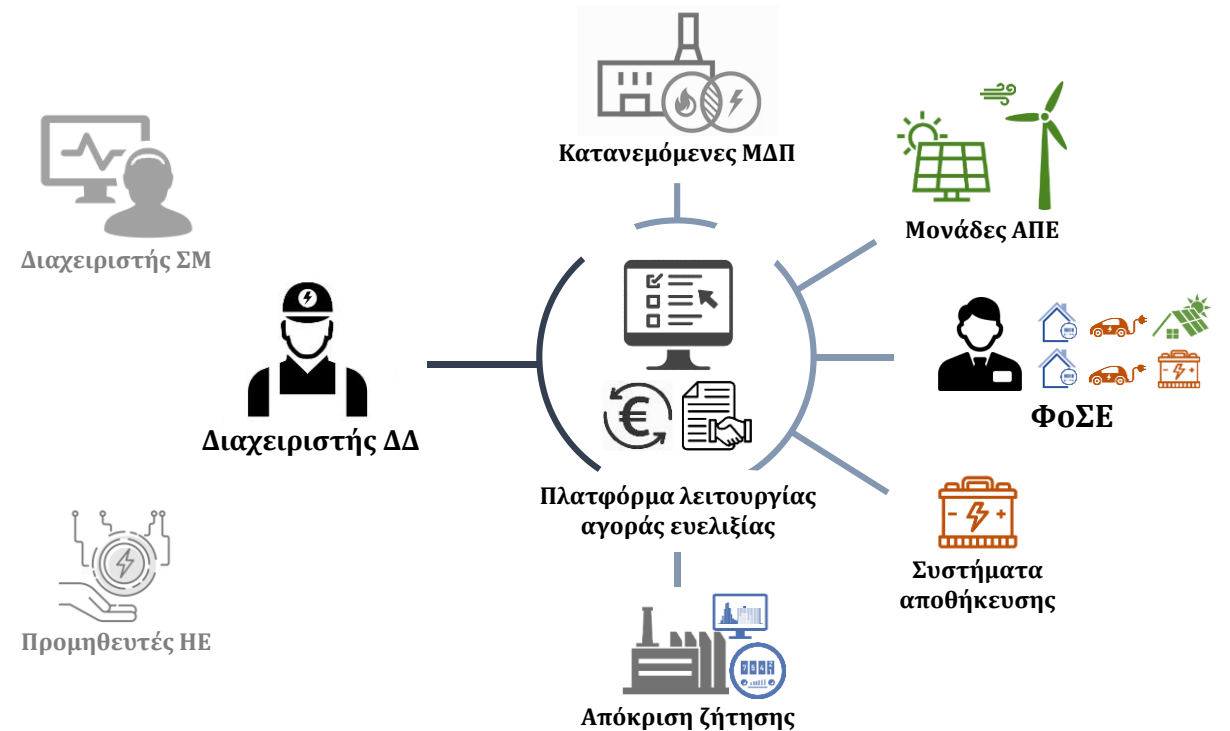 Κατανεμόμενες ΜΔΠ
Μονάδες ΑΠΕ
Διαχειριστής ΣΜ
ΦοΣΕ
Διαχειριστής ΔΔ
Πλατφόρμα λειτουργίας
αγοράς ευελιξίας
Συστήματα
αποθήκευσης
Προμηθευτές ΗΕ
Απόκριση ζήτησης